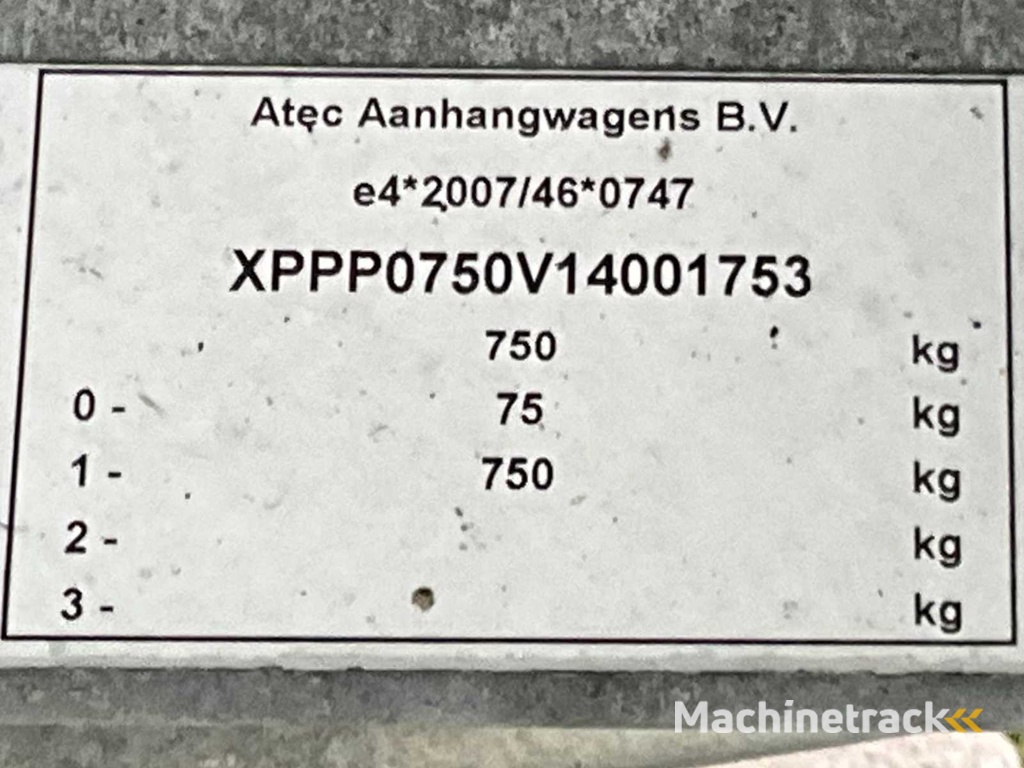 Atec Aanhangwagens B.V.
e4*2007/46*0747
XPPP0750V14001753
750 kg
0 - 75 kg
1 - 750 kg
2 - kg
3 - kg
Machinetrack